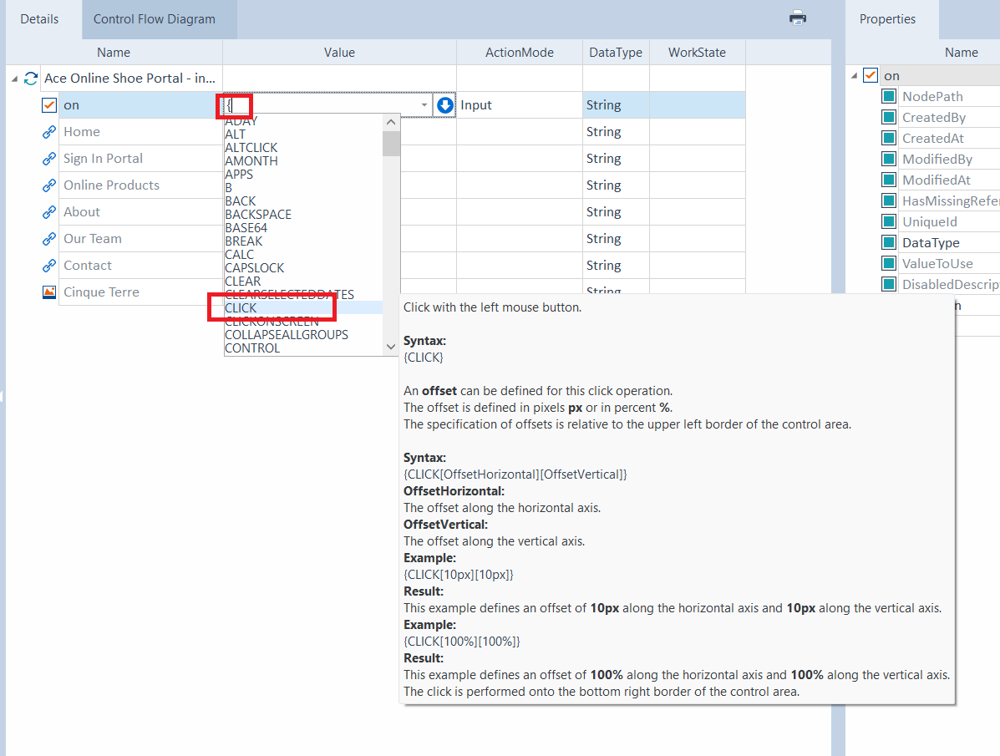 Details
Control Flow Diagram
Properties
Name Value ActionMode DataType WorkState
Name
Ace Online Shoe Portal - in...
on
{
on Input String
Home String
Sign In Portal String
Online Products String
About String
Our Team String
Contact String
Cinque Terre String
ADAY
ALT
ALTCLICK
AMONTH
APPS
B
BACK
BACKSPACE
BASE64
BREAK
CALC
CAPSLOCK
CLEAR
CLEARSELECTEDDATES
CLICK
CLICKONSCREEN
COLLAPSEALLGROUPS
CONTROL
Click with the left mouse button.
Syntax:
{CLICK}
An offset can be defined for this click operation.
The offset is defined in pixels px or in percent %.
The specification of offsets is relative to the upper left border of the control area.
Syntax:
{CLICK[OffsetHorizontal][OffsetVertical]}
OffsetHorizontal:
The offset along the horizontal axis.
OffsetVertical:
The offset along the vertical axis.
Example:
{CLICK[10px][10px]}
Result:
This example defines an offset of 10px along the horizontal axis and 10px along the vertical axis.
Example:
{CLICK[100%][100%]}
Result:
This example defines an offset of 100% along the horizontal axis and 100% along the vertical axis.
The click is performed onto the bottom right border of the control area.
NodePath
CreatedBy
CreatedAt
ModifiedBy
ModifiedAt
HasMissingRefer
UniqueId
DataType
ValueToUse
DisabledDescrip
n